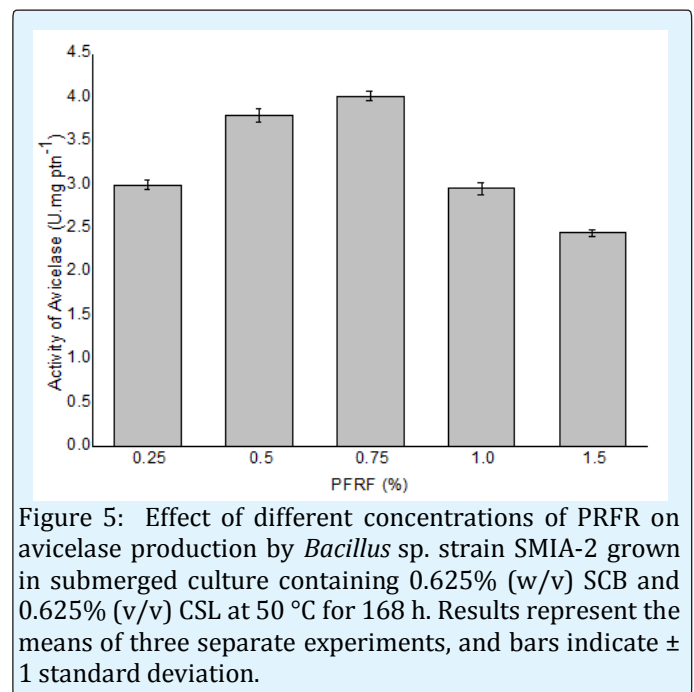 4.5
4.0
3.5
3.0
2.5
2.0
1.5
1.0
0.5
0.0
Activity of Avicelase (U.mg ptn-1)
0.25 0.5 0.75 1.0 1.5
PFRF (%)
Figure 5: Effect of different concentrations of PRFR on
avicelase production by Bacillus sp. strain SMIA-2 grown
in submerged culture containing 0.625% (w/v) SCB and
0.625% (v/v) CSL at 50 °C for 168 h. Results represent the
means of three separate experiments, and bars indicate ±
1 standard deviation.